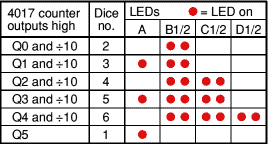 4017 counter outputs high Dice no. LEDs ● = LED on
A B1/2 C1/2 D1/2
Q0 and ÷10 2
Q1 and ÷10 3
Q2 and ÷10 4
Q3 and ÷10 5
Q4 and ÷10 6
Q5 1